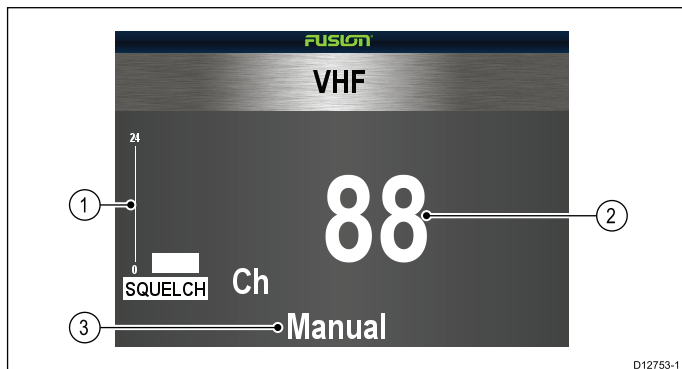 FUSION
VHF
24
1
88
2
0
SQUELCH
Ch
3
Manual
D12753-1